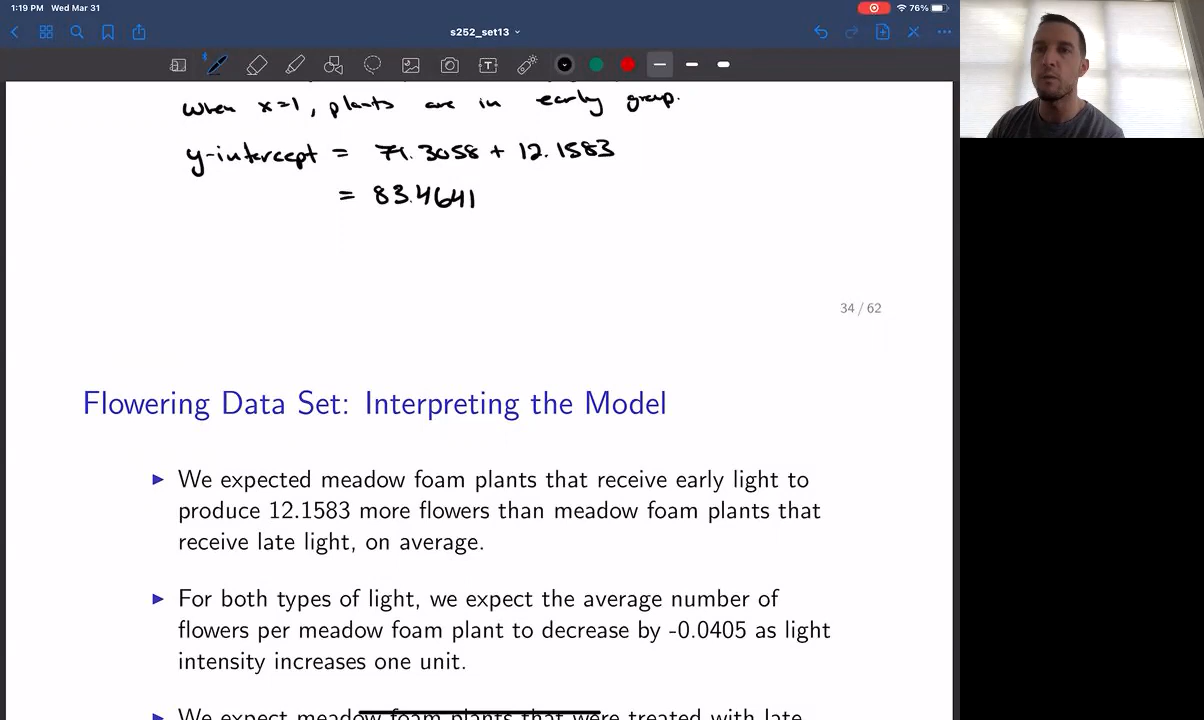 1:19 PM Wed Mar 31
76%
s252_set13
T
when x=1, plants are in early group.
y-intercept = 71.3058 + 12.1583
= 83.4641
34 / 62
Flowering Data Set: Interpreting the Model
We expected meadow foam plants that receive early light to
produce 12.1583 more flowers than meadow foam plants that
receive late light, on average.
For both types of light, we expect the average number of
flowers per meadow foam plant to decrease by -0.0405 as light
intensity increases one unit.
We expect meadow foam plants that were treated with late